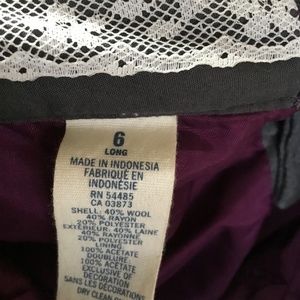 6
LONG
MADE IN INDONESIA
FABRIQUÉ EN
INDONÉSIE
RN 54485
CA 03873
SHELL: 40% WOOL
40% RAYON
20% POLYESTER
EXTÉRIEUR: 40% LAINE
40% RAYONNE
20% POLYESTER
LINING
100% ACETATE
DOUBLURE:
100% ACETATE
EXCLUSIVE OF
DECORATION
SANS LES DÉCORATIONS
DRY CLEAN